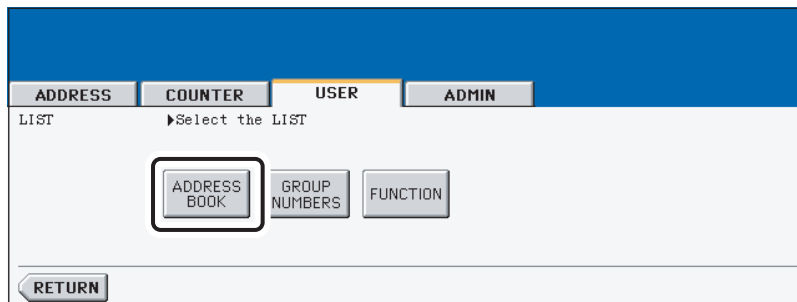 ADDRESS COUNTER USER ADMIN
LIST ▶Select the LIST
ADDRESS BOOK
GROUP NUMBERS
FUNCTION
RETURN